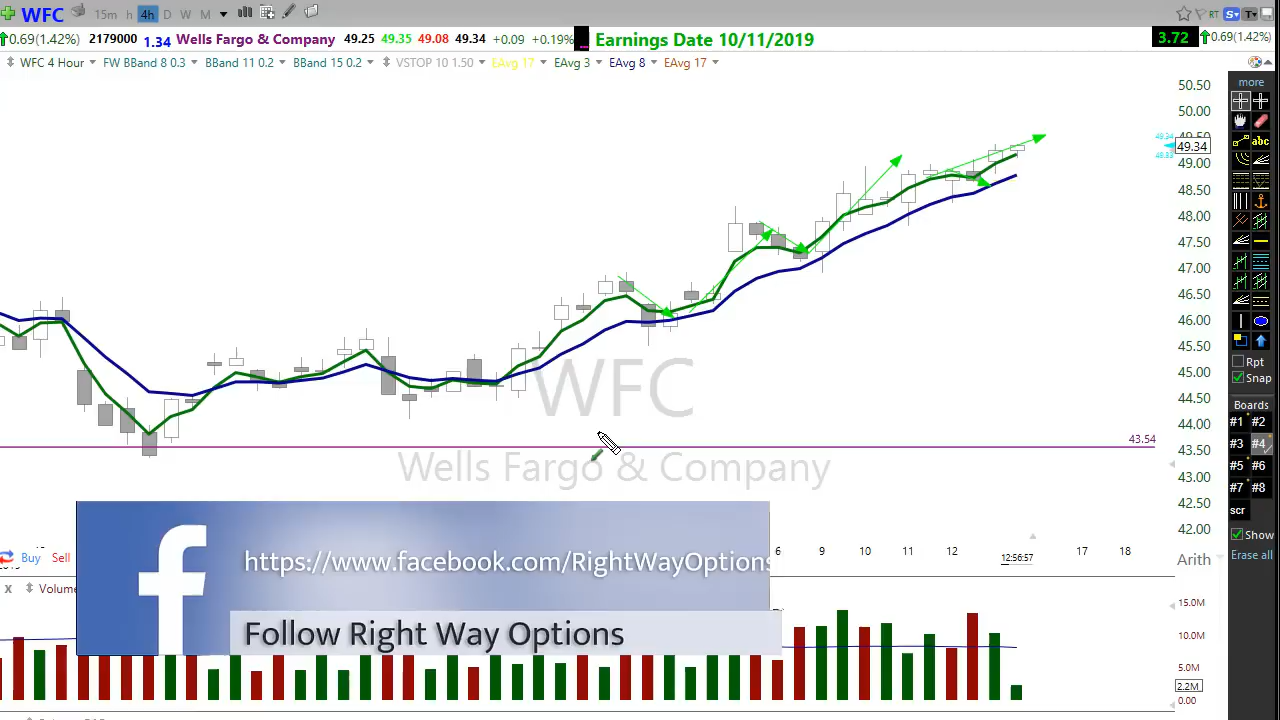 WFC 15m h 4h D W M RT S T
0.69(1.42%) 2179000 1.34 Wells Fargo & Company 49.25 49.35 49.08 49.34 +0.09 +0.19% Earnings Date 10/11/2019 3.72 0.69(1.42%)
WFC 4 Hour FW BBand 8 0.3 BBand 11 0.2 BBand 15 0.2 VSTOP 10 1.50 EAvg 17 EAvg 3 EAvg 8 EAvg 17
more
50.50
50.00
49.50
49.34
49.34
49.00
48.50
48.00
47.50
47.00
46.50
46.00
45.50
45.00
44.50
44.00
43.50
43.00
42.50
42.00
abc
Rpt
Snap
Boards
#1 #2
#3 #4
#5 #6
#7 #8
scr
Show
Erase all
43.54
WFC
Wells Fargo & Company
https://www.facebook.com/RightWayOptions
Follow Right Way Options
Buy Sell
6 9 10 11 12 12:56:57 17 18
Arith
X Volume
15.0M
10.0M
5.0M
2.2M
0.00